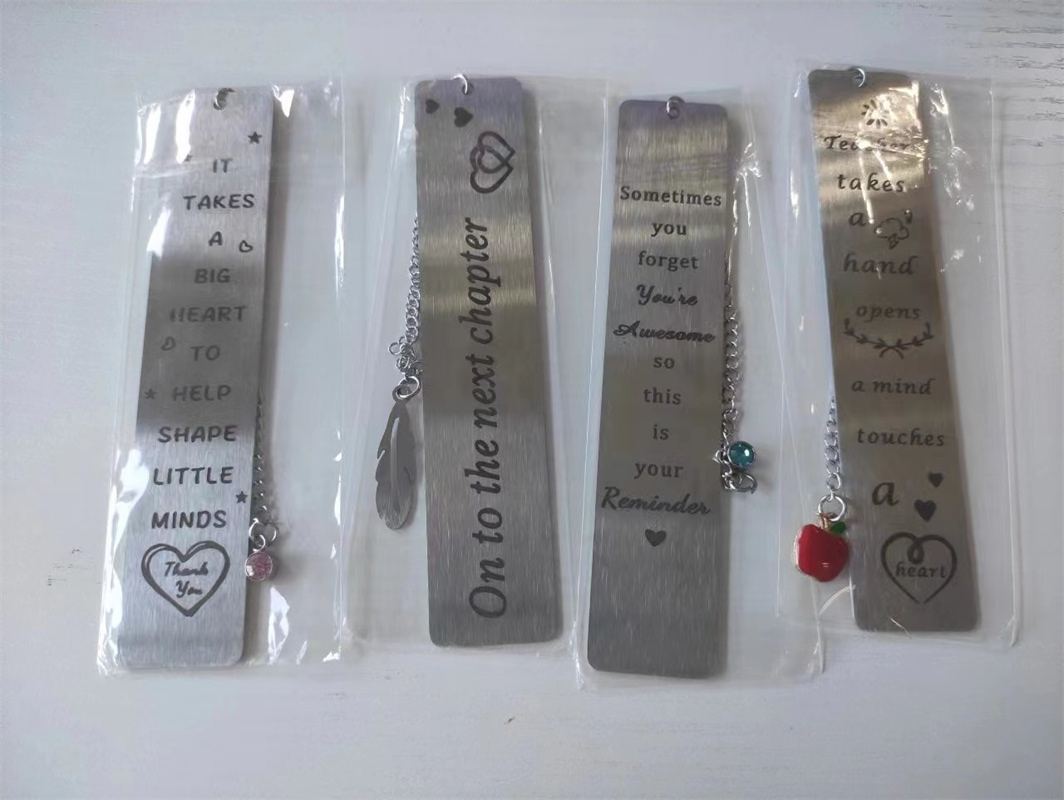 IT
TAKES
A
BIG
HEART
TO
HELP
SHAPE
LITTLE
MINDS
Thank
You
On to the next chapter
Sometimes
you
forget
You're
Awesome
so
this
is
your
Reminder
Teacher
takes
a
hand
opens
a mind
touches
a
heart